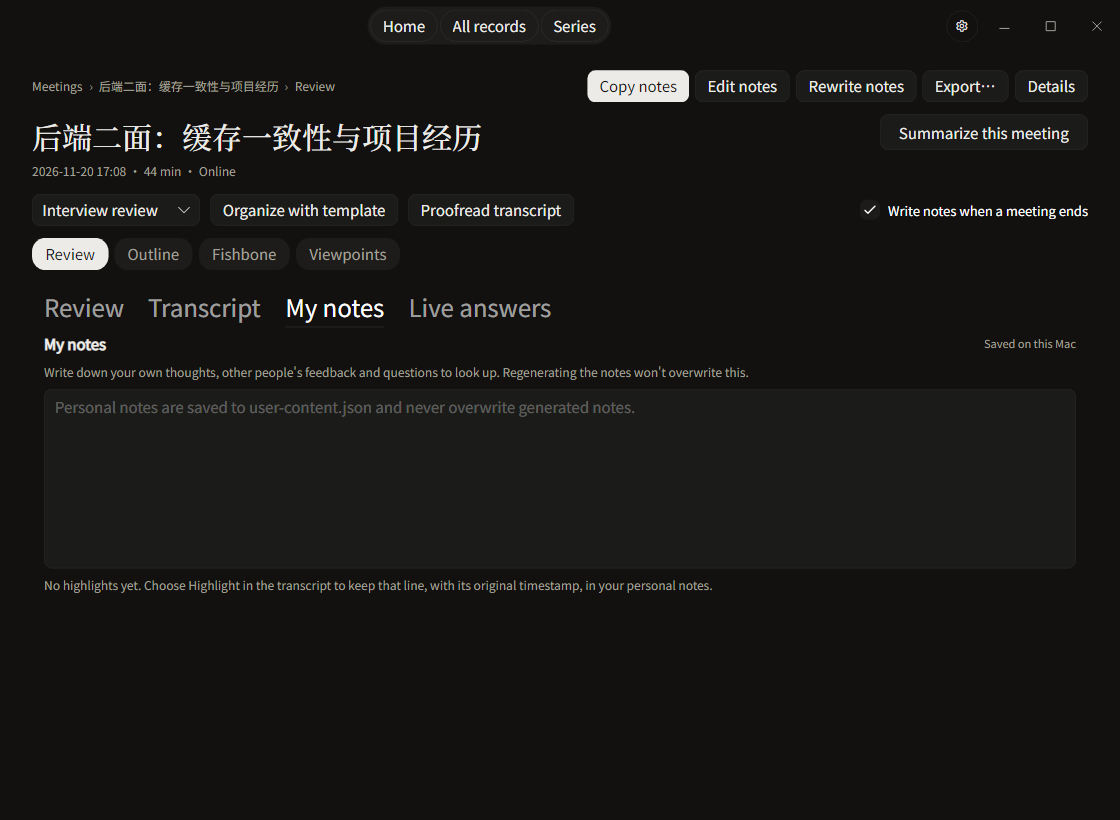 Home All records Series
Meetings › 后端二面：缓存一致性与项目经历 › Review
Copy notes Edit notes Rewrite notes Export··· Details
后端二面：缓存一致性与项目经历
Summarize this meeting
2026-11-20 17:08 • 44 min • Online
Interview review Organize with template Proofread transcript
Write notes when a meeting ends
Review Outline Fishbone Viewpoints
Review Transcript My notes Live answers
My notes
Saved on this Mac
Write down your own thoughts, other people's feedback and questions to look up. Regenerating the notes won't overwrite this.
Personal notes are saved to user-content.json and never overwrite generated notes.
No highlights yet. Choose Highlight in the transcript to keep that line, with its original timestamp, in your personal notes.